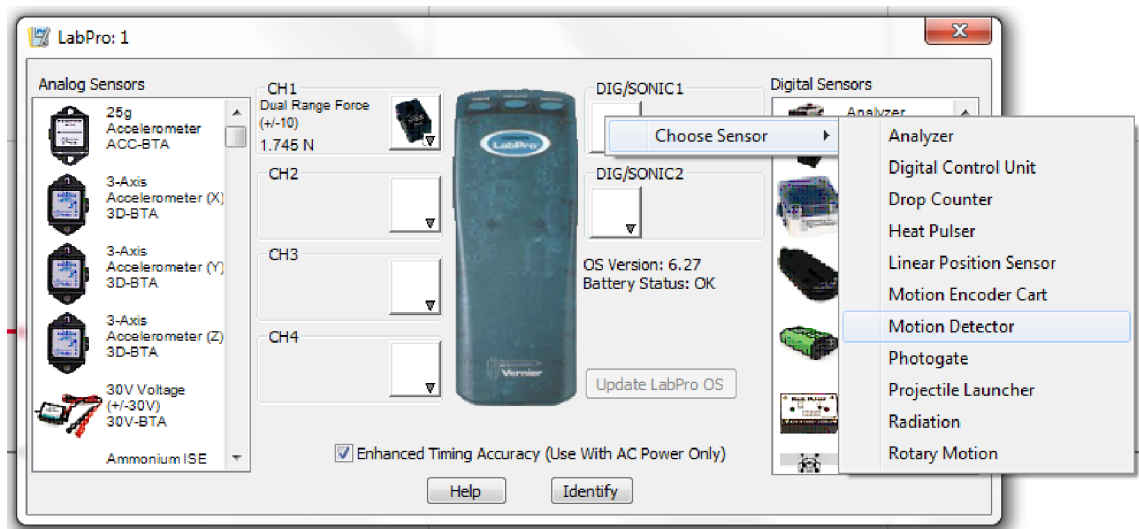 LabPro: 1
Analog Sensors
25g
Accelerometer
ACC-BTA
3-Axis
Accelerometer (X)
3D-BTA
3-Axis
Accelerometer (Y)
3D-BTA
3-Axis
Accelerometer (Z)
3D-BTA
30V Voltage
(+/-30V)
30V-BTA
Ammonium ISE
CH1
Dual Range Force
(+/-10)
1.745 N
CH2
CH3
CH4
LabPro
Vernier
DIG/SONIC1
DIG/SONIC2
OS Version: 6.27
Battery Status: OK
Update LabPro OS
Digital Sensors
Analyzer
Choose Sensor
Analyzer
Digital Control Unit
Drop Counter
Heat Pulser
Linear Position Sensor
Motion Encoder Cart
Motion Detector
Photogate
Projectile Launcher
Radiation
Rotary Motion
Enhanced Timing Accuracy (Use With AC Power Only)
Help
Identify